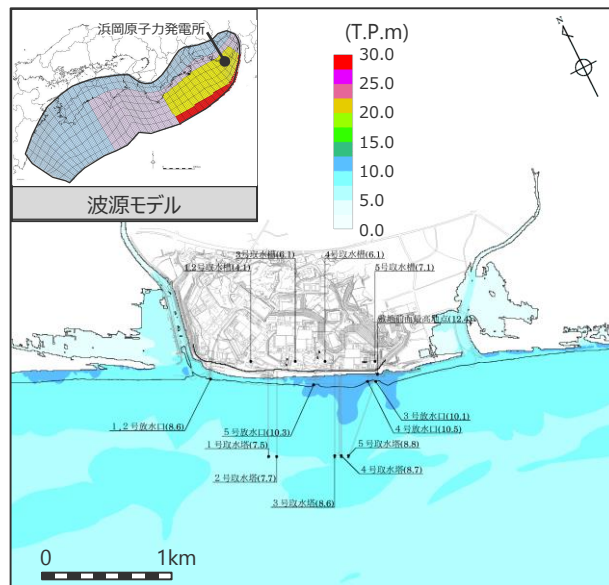 浜岡原子力発電所
波源モデル
(T.P.m)
30.0
25.0
20.0
15.0
10.0
5.0
0.0
N
3号取水槽(6.1)
4号取水槽(6.1)
1,2号取水槽(4.1)
5号取水槽(7.1)
敷地前面最高地点(12.4)
1,2号放水口(8.6)
5号放水口(10.3)
3号放水口(10.1)
4号放水口(10.5)
1号取水塔(7.5)
5号取水塔(8.8)
2号取水塔(7.7)
4号取水塔(8.7)
3号取水塔(8.6)
0 1km